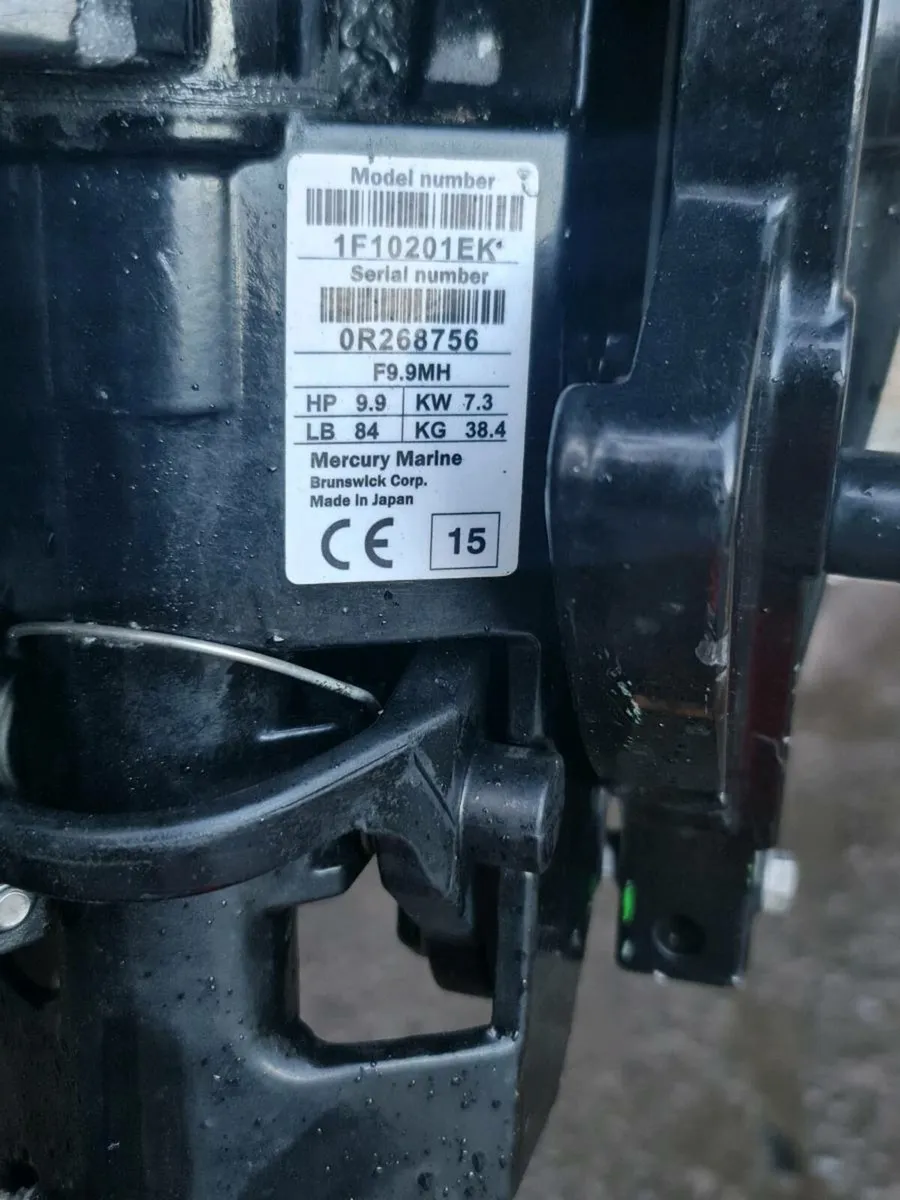 Model number
1F10201EK
Serial number
0R268756
F9.9MH
HP 9.9 KW 7.3
LB 84 KG 38.4
Mercury Marine
Brunswick Corp.
Made in Japan
CE 15